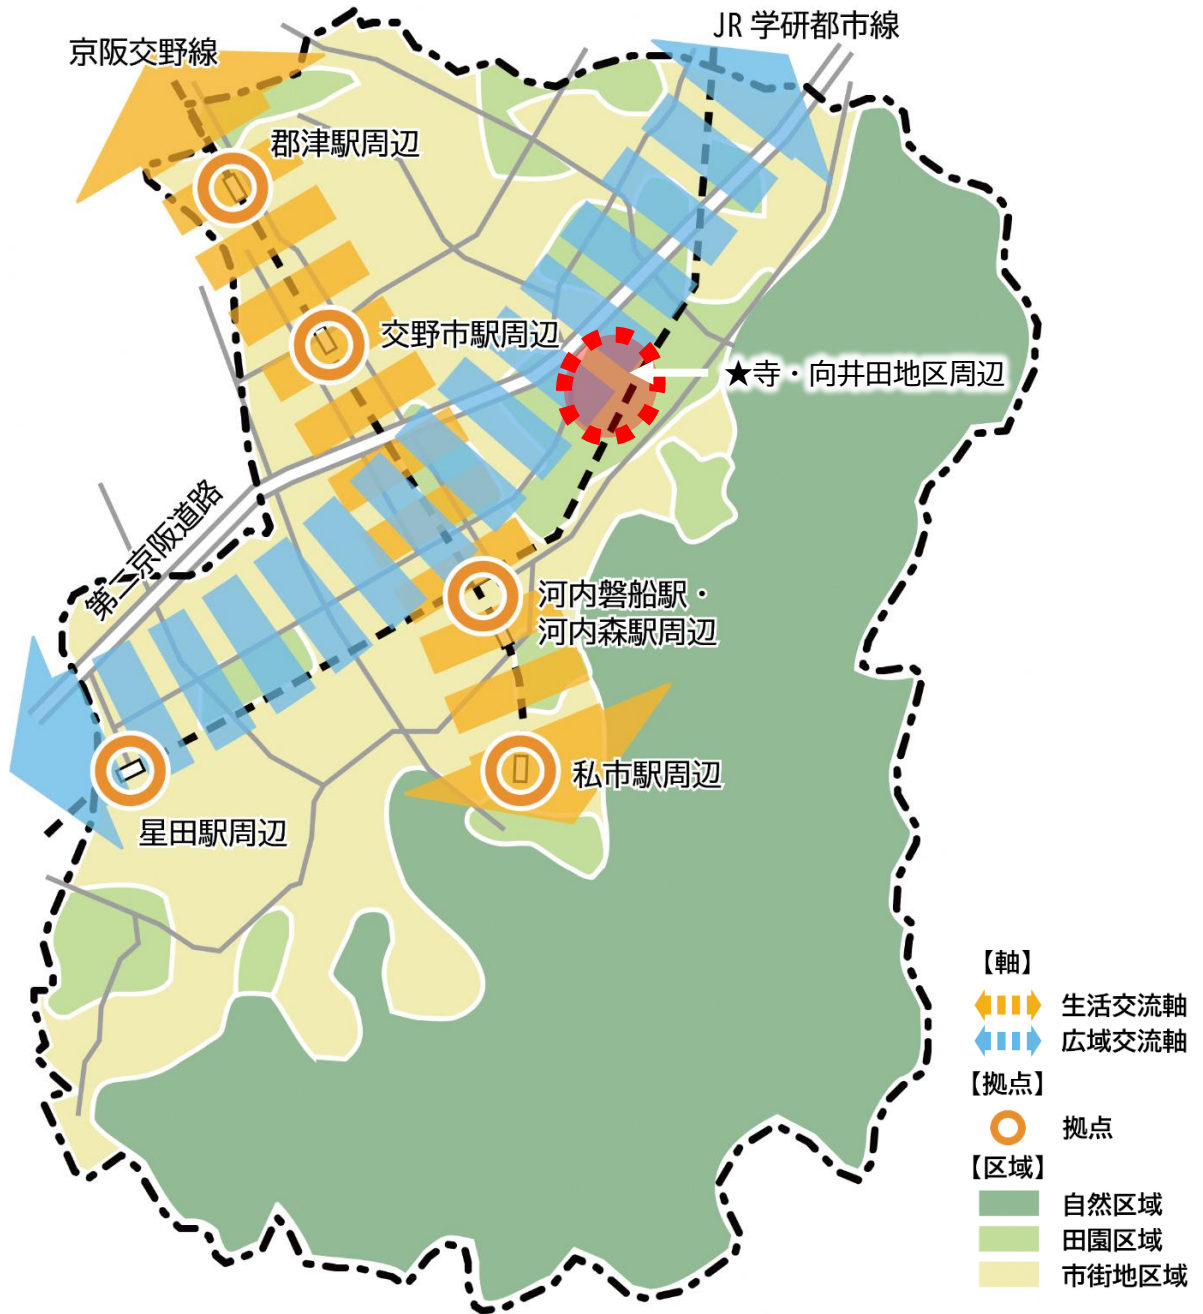 JR 学研都市線
京阪交野線
郡津駅周辺
交野市駅周辺
★寺・向井田地区周辺
第二京阪道路
河内磐船駅・
河内森駅周辺
私市駅周辺
星田駅周辺
【軸】
生活交流軸
広域交流軸
【拠点】
拠点
【区域】
自然区域
田園区域
市街地区域